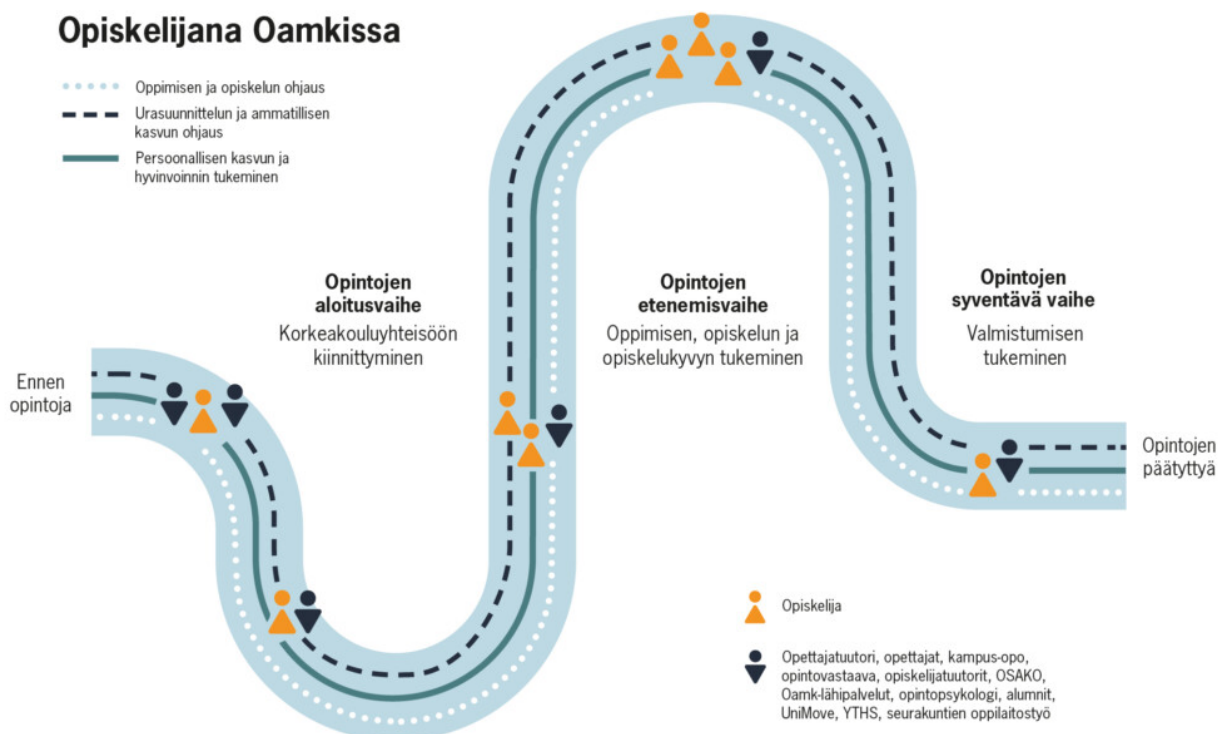 Opiskelijana Oamkissa
Oppimisen ja opiskelun ohjaus
Urasuunnittelun ja ammatillisen
kasvun ohjaus
Persoonallisen kasvun ja
hyvinvoinnin tukeminen
Opintojen
aloitusvaihe
Korkeakouluyhteisöön
kiinnittyminen
Opintojen
etenemisvaihe
Oppimisen, opiskelun ja
opiskelukyvyn tukeminen
Opintojen
syventävä vaihe
Valmistumisen
tukeminen
Ennen
opintoja
Opintojen
päätyttyä
Opiskelija
Opettajatuutori, opettajat, kampus-opo,
opintovastaava, opiskelijatuutorit, OSAKO,
Oamk-lähipalvelut, opintopsykologi, alumnit,
UniMove, YTHS, seurakuntien oppilaitostyö